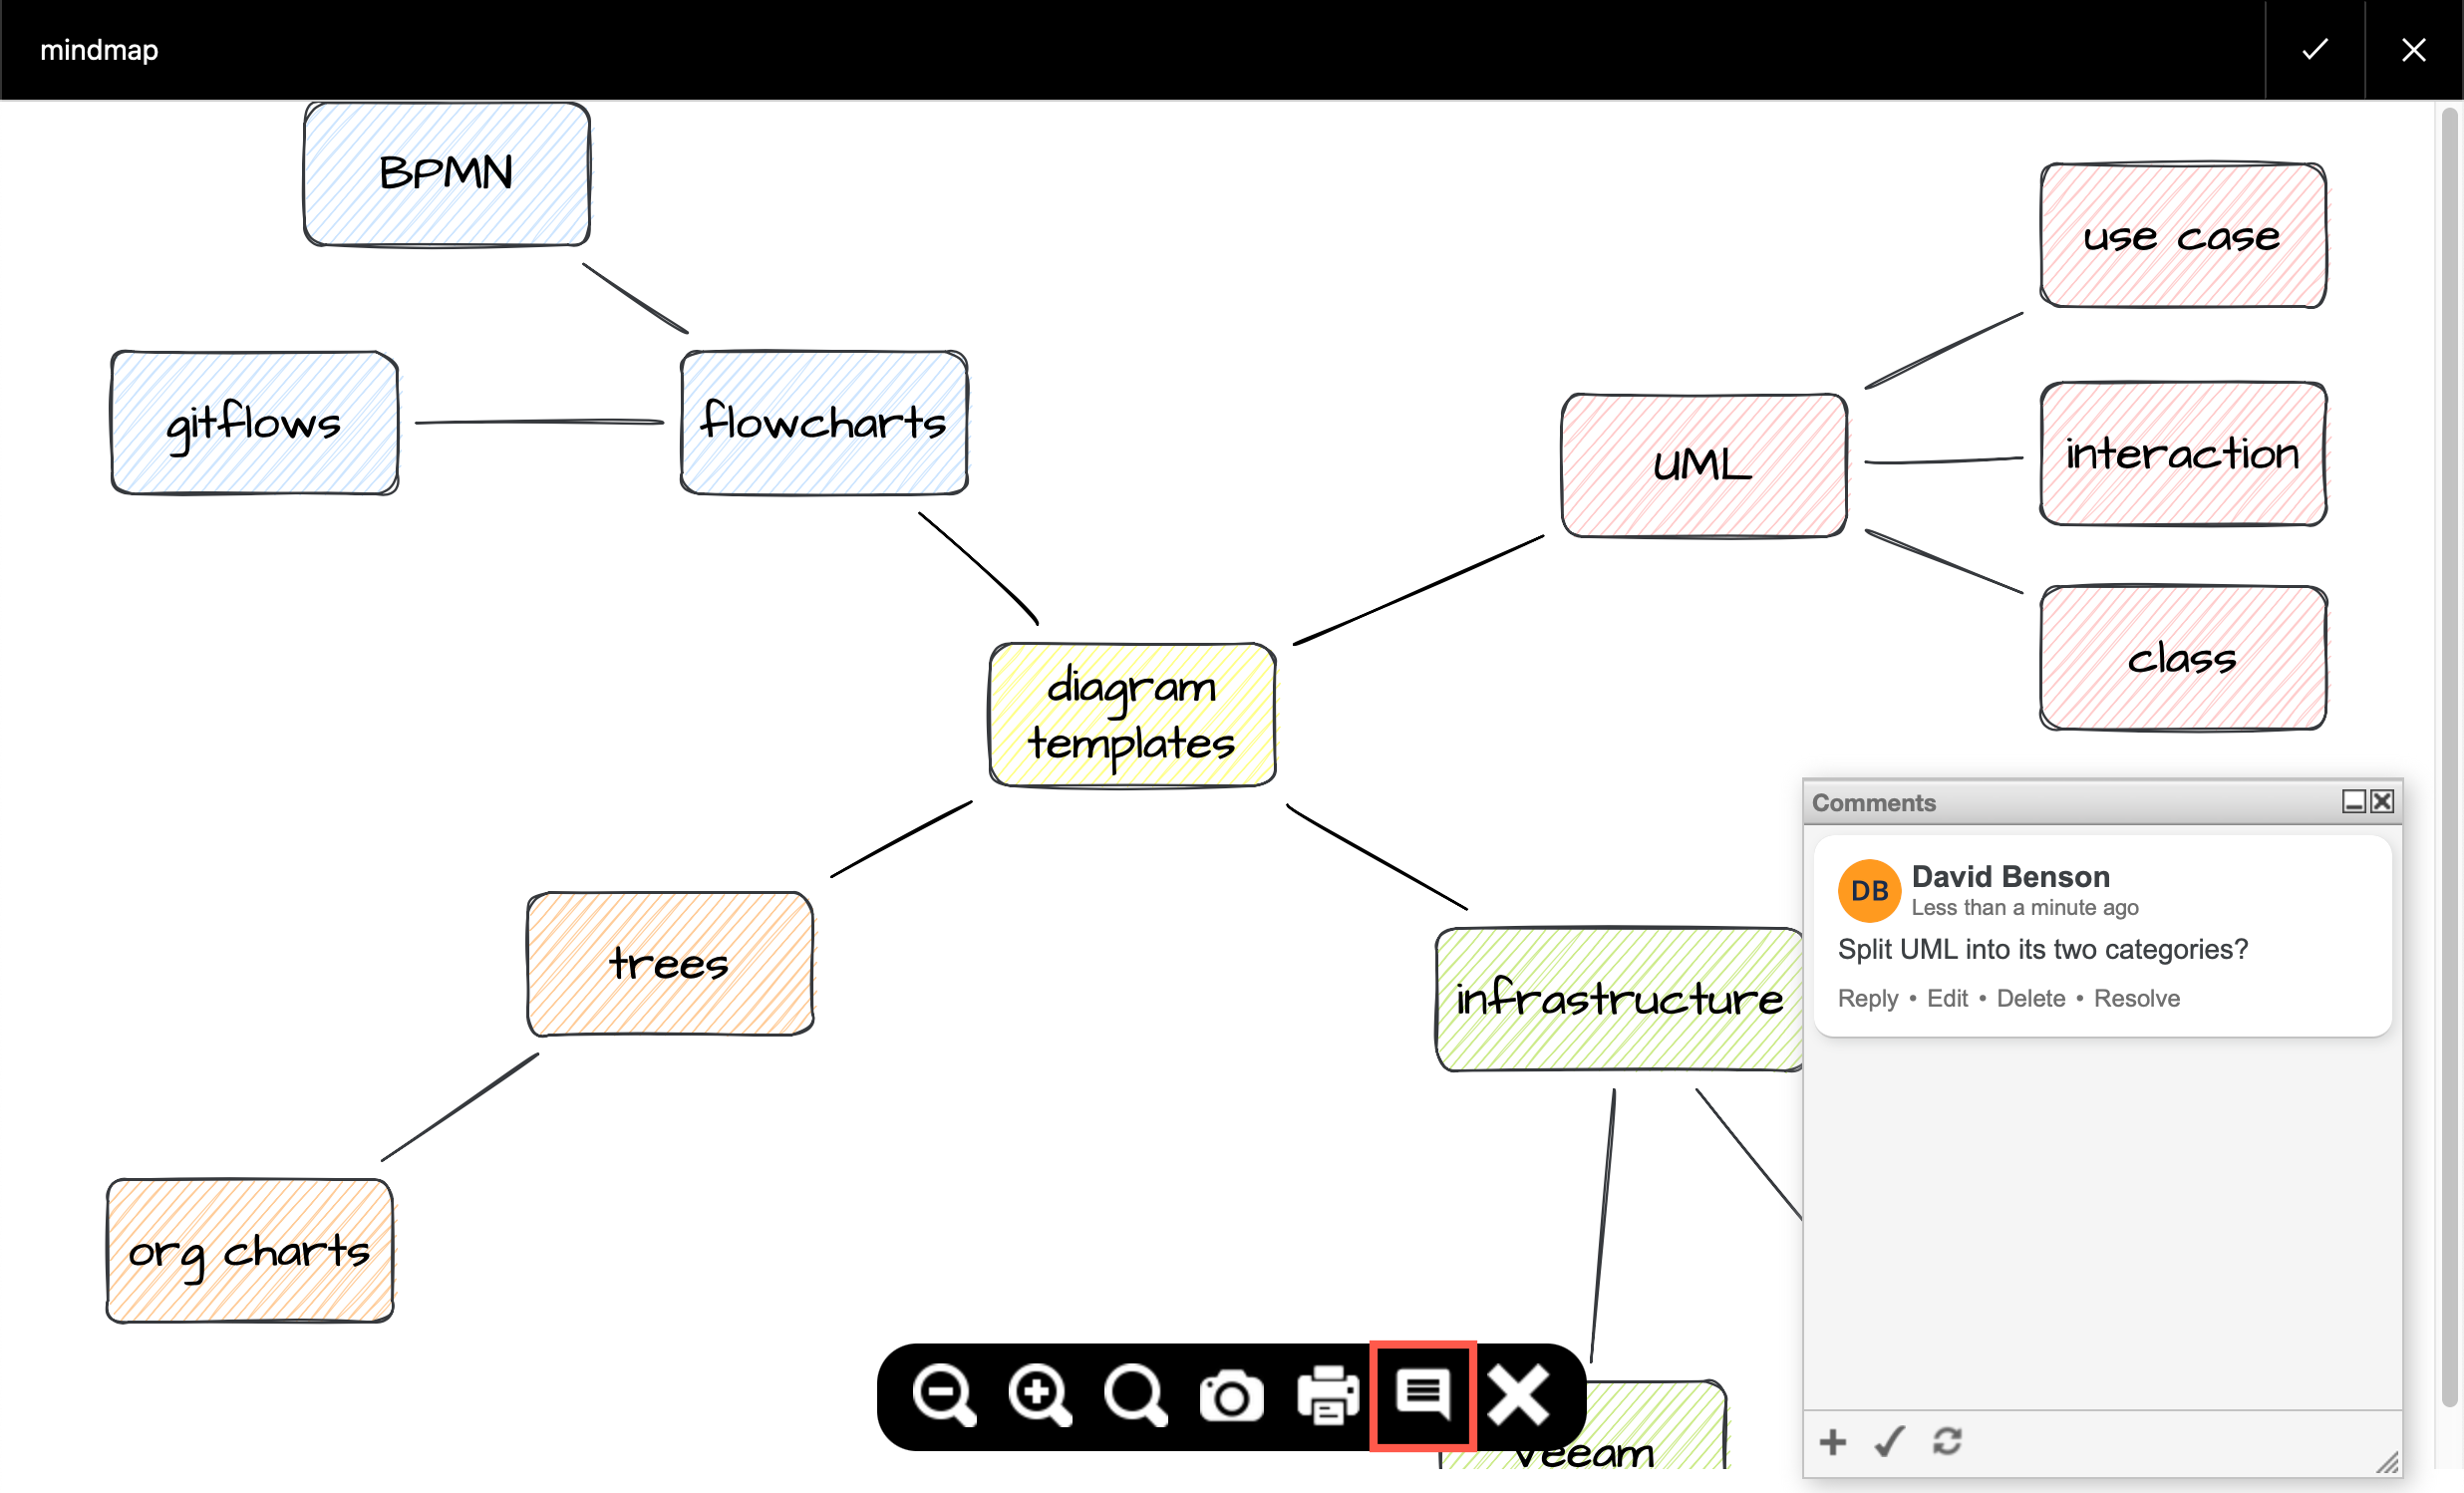 mindmap
BPMN
use case
gitflows
flowcharts
UML
interaction
class
diagram
templates
trees
infrastructure
org charts
veeam
Comments
DB
David Benson
Less than a minute ago
Split UML into its two categories?
Reply • Edit • Delete • Resolve